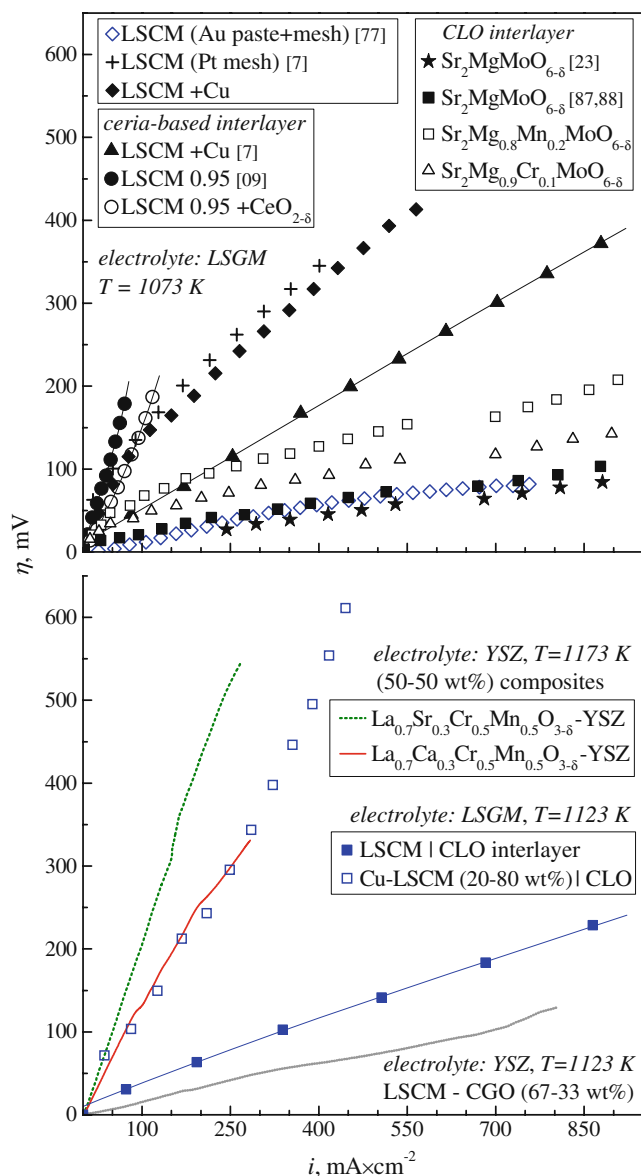 LSCM (Au paste+mesh) [77]
LSCM (Pt mesh) [7]
LSCM +Cu
ceria-based interlayer
LSCM +Cu [7]
LSCM 0.95 [09]
LSCM 0.95 +CeO2-δ
CLO interlayer
Sr2MgMoO6-δ [23]
Sr2MgMoO6-δ [87,88]
Sr2Mg0.8Mn0.2MoO6-δ
Sr2Mg0.9Cr0.1MoO6-δ
electrolyte: LSGM
T = 1073 K
600
500
400
300
200
100
0
η, mV
electrolyte: YSZ, T=1173 K
(50-50 wt%) composites
La0.7Sr0.3Cr0.5Mn0.5O3-δ-YSZ
La0.7Ca0.3Cr0.5Mn0.5O3-δ-YSZ
electrolyte: LSGM, T=1123 K
LSCM | CLO interlayer
Cu-LSCM (20-80 wt%) | CLO
electrolyte: YSZ, T=1123 K
LSCM - CGO (67-33 wt%)
600
500
400
300
200
100
0
100 250 400 550 700 850
i, mA×cm-2